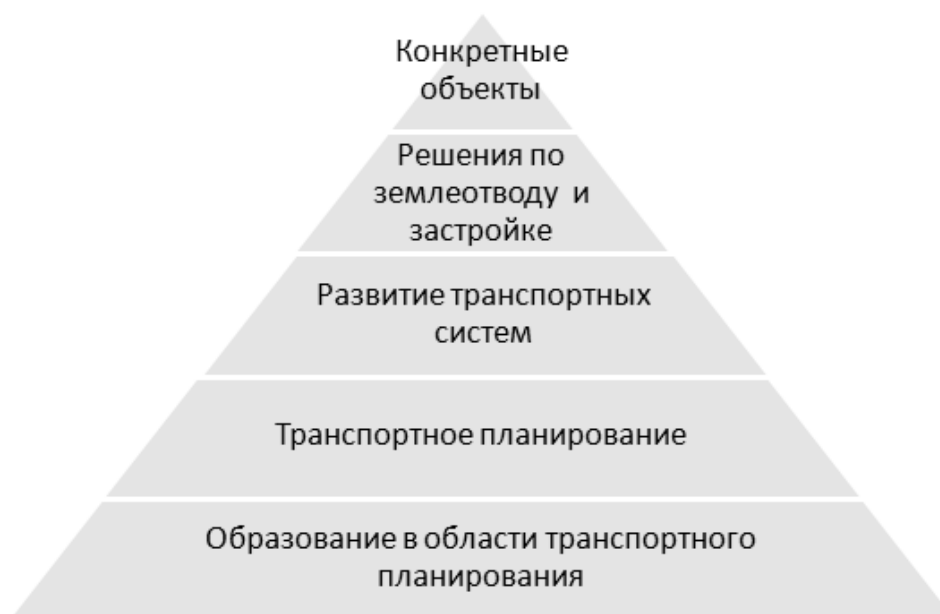 Конкретные
объекты
Решения по
землеотводу и
застройке
Развитие транспортных
систем
Транспортное планирование
Образование в области транспортного
планирования